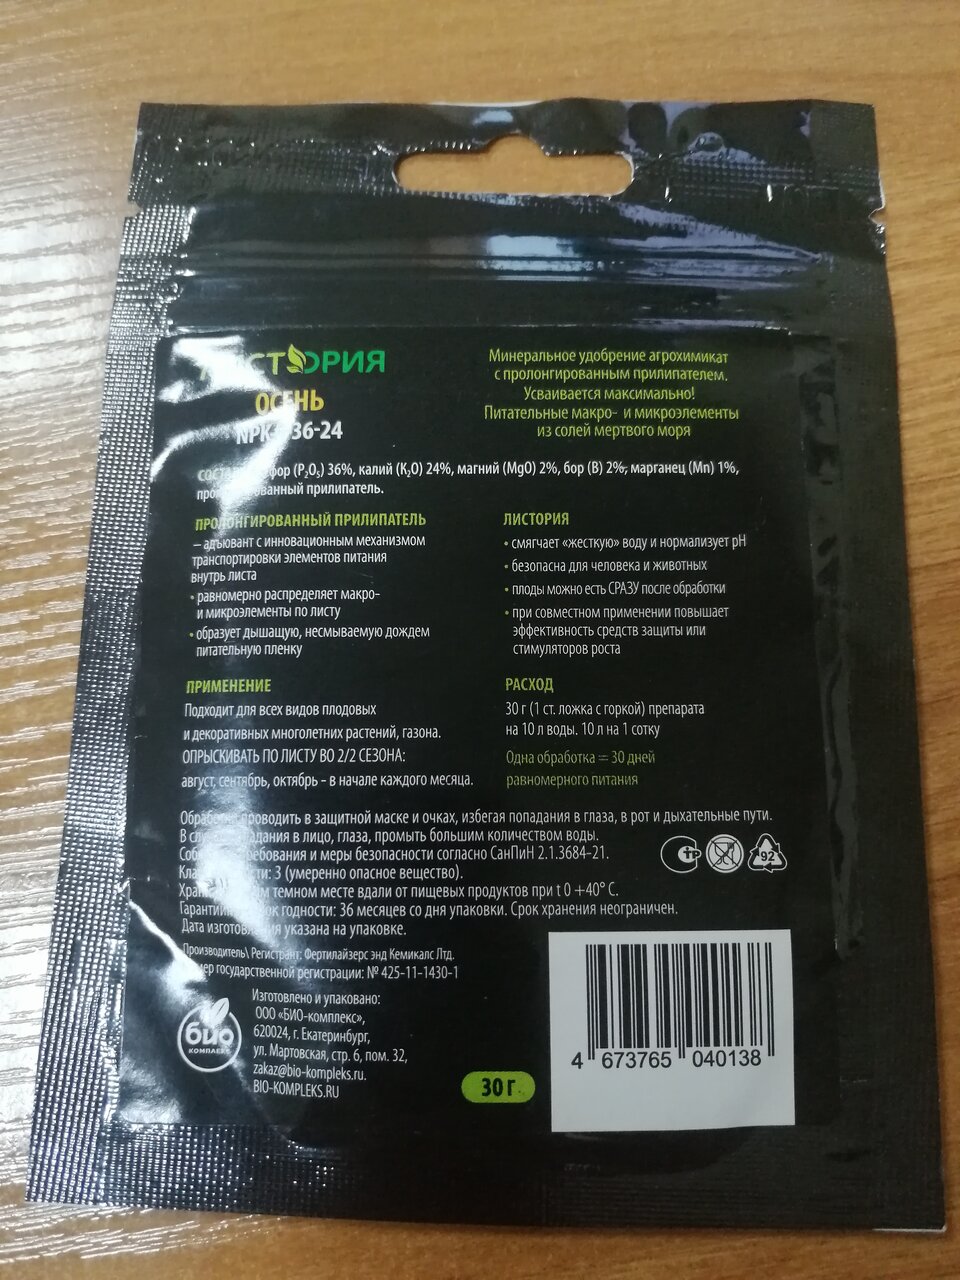 ОСЕНЬ
36-24
Минеральное удобрение агрохимикат
с пролонгированным прилипателем.
Усваивается максимально!
Питательные макро- и микроэлементы
из солей мертвого моря
(P₂O₅) 36%, калий (K₂O) 24%, магний (MgO) 2%, бор (B) 2%, марганец (Mn) 1%,
прилипатель.
ПРОЛОНГИРОВАННЫЙ ПРИЛИПАТЕЛЬ
– адъювант с инновационным механизмом
транспортировки элементов питания
внутрь листа
• равномерно распределяет макро-
и микроэлементы по листу
• образует дышащую, несмываемую дождем
питательную пленку
ЛИСТОРИЯ
• смягчает «жесткую» воду и нормализует pH
• безопасна для человека и животных
• плоды можно есть СРАЗУ после обработки
• при совместном применении повышает
эффективность средств защиты или
стимуляторов роста
ПРИМЕНЕНИЕ
Подходит для всех видов плодовых
и декоративных многолетних растений, газона.
ОПРЫСКИВАТЬ ПО ЛИСТУ ВО 2/2 СЕЗОНА:
август, сентябрь, октябрь - в начале каждого месяца.
РАСХОД
30 г (1 ст. ложка с горкой) препарата
на 10 л воды. 10 л на 1 сотку
Одна обработка = 30 дней
равномерного питания
проводить в защитной маске и очках, избегая попадания в глаза, в рот и дыхательные пути.
В в лицо, глаза, промыть большим количеством воды.
и меры безопасности согласно СанПиН 2.1.3684-21.
3 (умеренно опасное вещество).
темном месте вдали от пищевых продуктов при t 0 +40° С.
годности: 36 месяцев со дня упаковки. Срок хранения неограничен.
Дата указана на упаковке.
Производитель\ Регистрант: Фертилайзерс энд Кемикалс Лтд.
государственной регистрации: № 425-11-1430-1
Изготовлено и упаковано:
ООО «БИО-комплекс»,
620024, г. Екатеринбург,
ул. Мартовская, стр. 6, пом. 32,
zakaz@bio-kompleks.ru.
BIO-KOMPLEKS.RU
био
КОМПЛЕКС
30 г
92
4 673765 040138